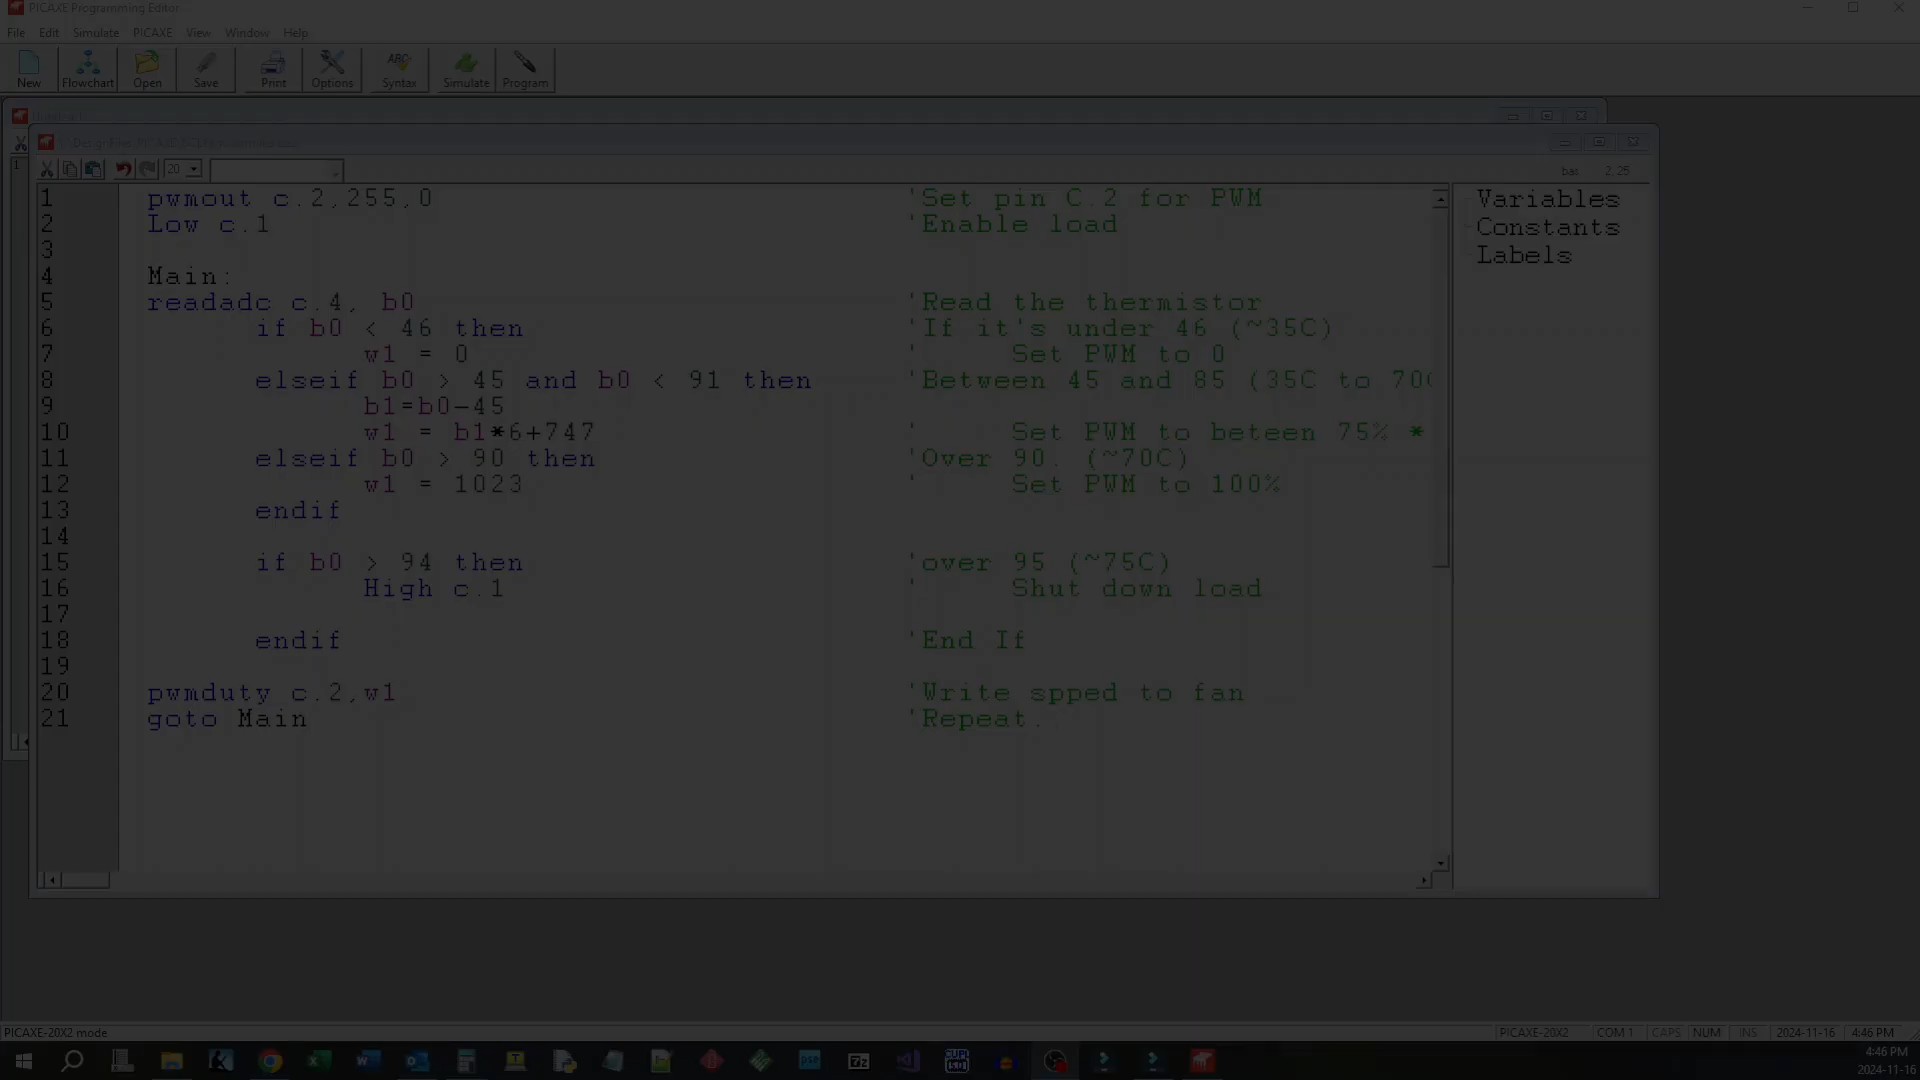 PICAXE Programming Editor
File Edit Simulate PICAXE View Window Help
New Flowchart Open Save Print Options Syntax Simulate Program
20
bas 2, 25
1 pwmout c.2,255,0 'Set pin C.2 for PWM
2 Low c.1 'Enable load
3
4 Main:
5 readadc c.4, b0 'Read the thermistor
6 if b0 < 46 then 'If it's under 46 (~35C)
7 w1 = 0 ' Set PWM to 0
8 elseif b0 > 45 and b0 < 91 then 'Between 45 and 85 (35C to 70C
9 b1=b0-45
10 w1 = b1*6+747 ' Set PWM to beteen 75% *
11 elseif b0 > 90 then 'Over 90. (~70C)
12 w1 = 1023 ' Set PWM to 100%
13 endif
14
15 if b0 > 94 then 'over 95 (~75C)
16 High c.1 ' Shut down load
17
18 endif 'End If
19
20 pwmduty c.2,w1 'Write spped to fan
21 goto Main 'Repeat.
Variables
Constants
Labels
PICAXE-20X2 mode PICAXE-20X2 COM 1 CAPS NUM INS 2024-11-16 4:46 PM
4:46 PM
2024-11-16